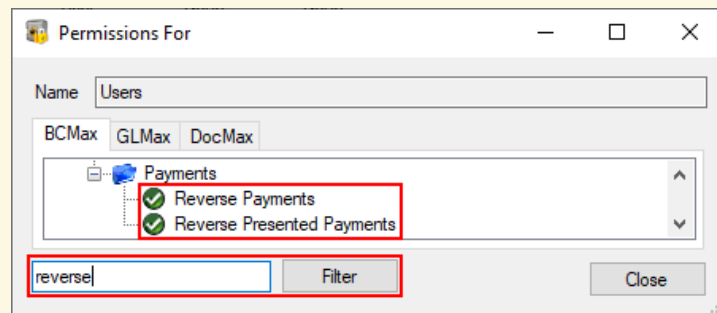 Permissions For
Name Users
BCMax GLMax DocMax
Payments
Reverse Payments
Reverse Presented Payments
reverse Filter Close